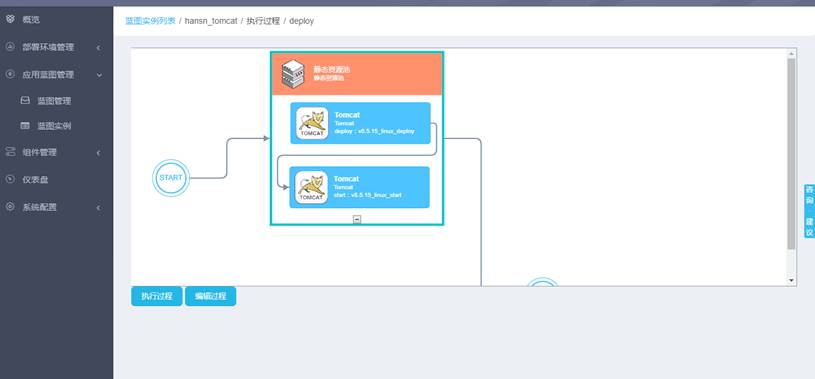 概览
部署环境管理
应用蓝图管理
蓝图管理
蓝图实例
组件管理
仪表盘
系统配置
蓝图实例列表 / hansn_tomcat / 执行过程 / deploy
START
静态资源池
静态资源池
TOMCAT
Tomcat
Tomcat
deploy：v8.5.15_linux_deploy
TOMCAT
Tomcat
Tomcat
start：v8.5.15_linux_start
执行过程
编辑过程
咨询·建议